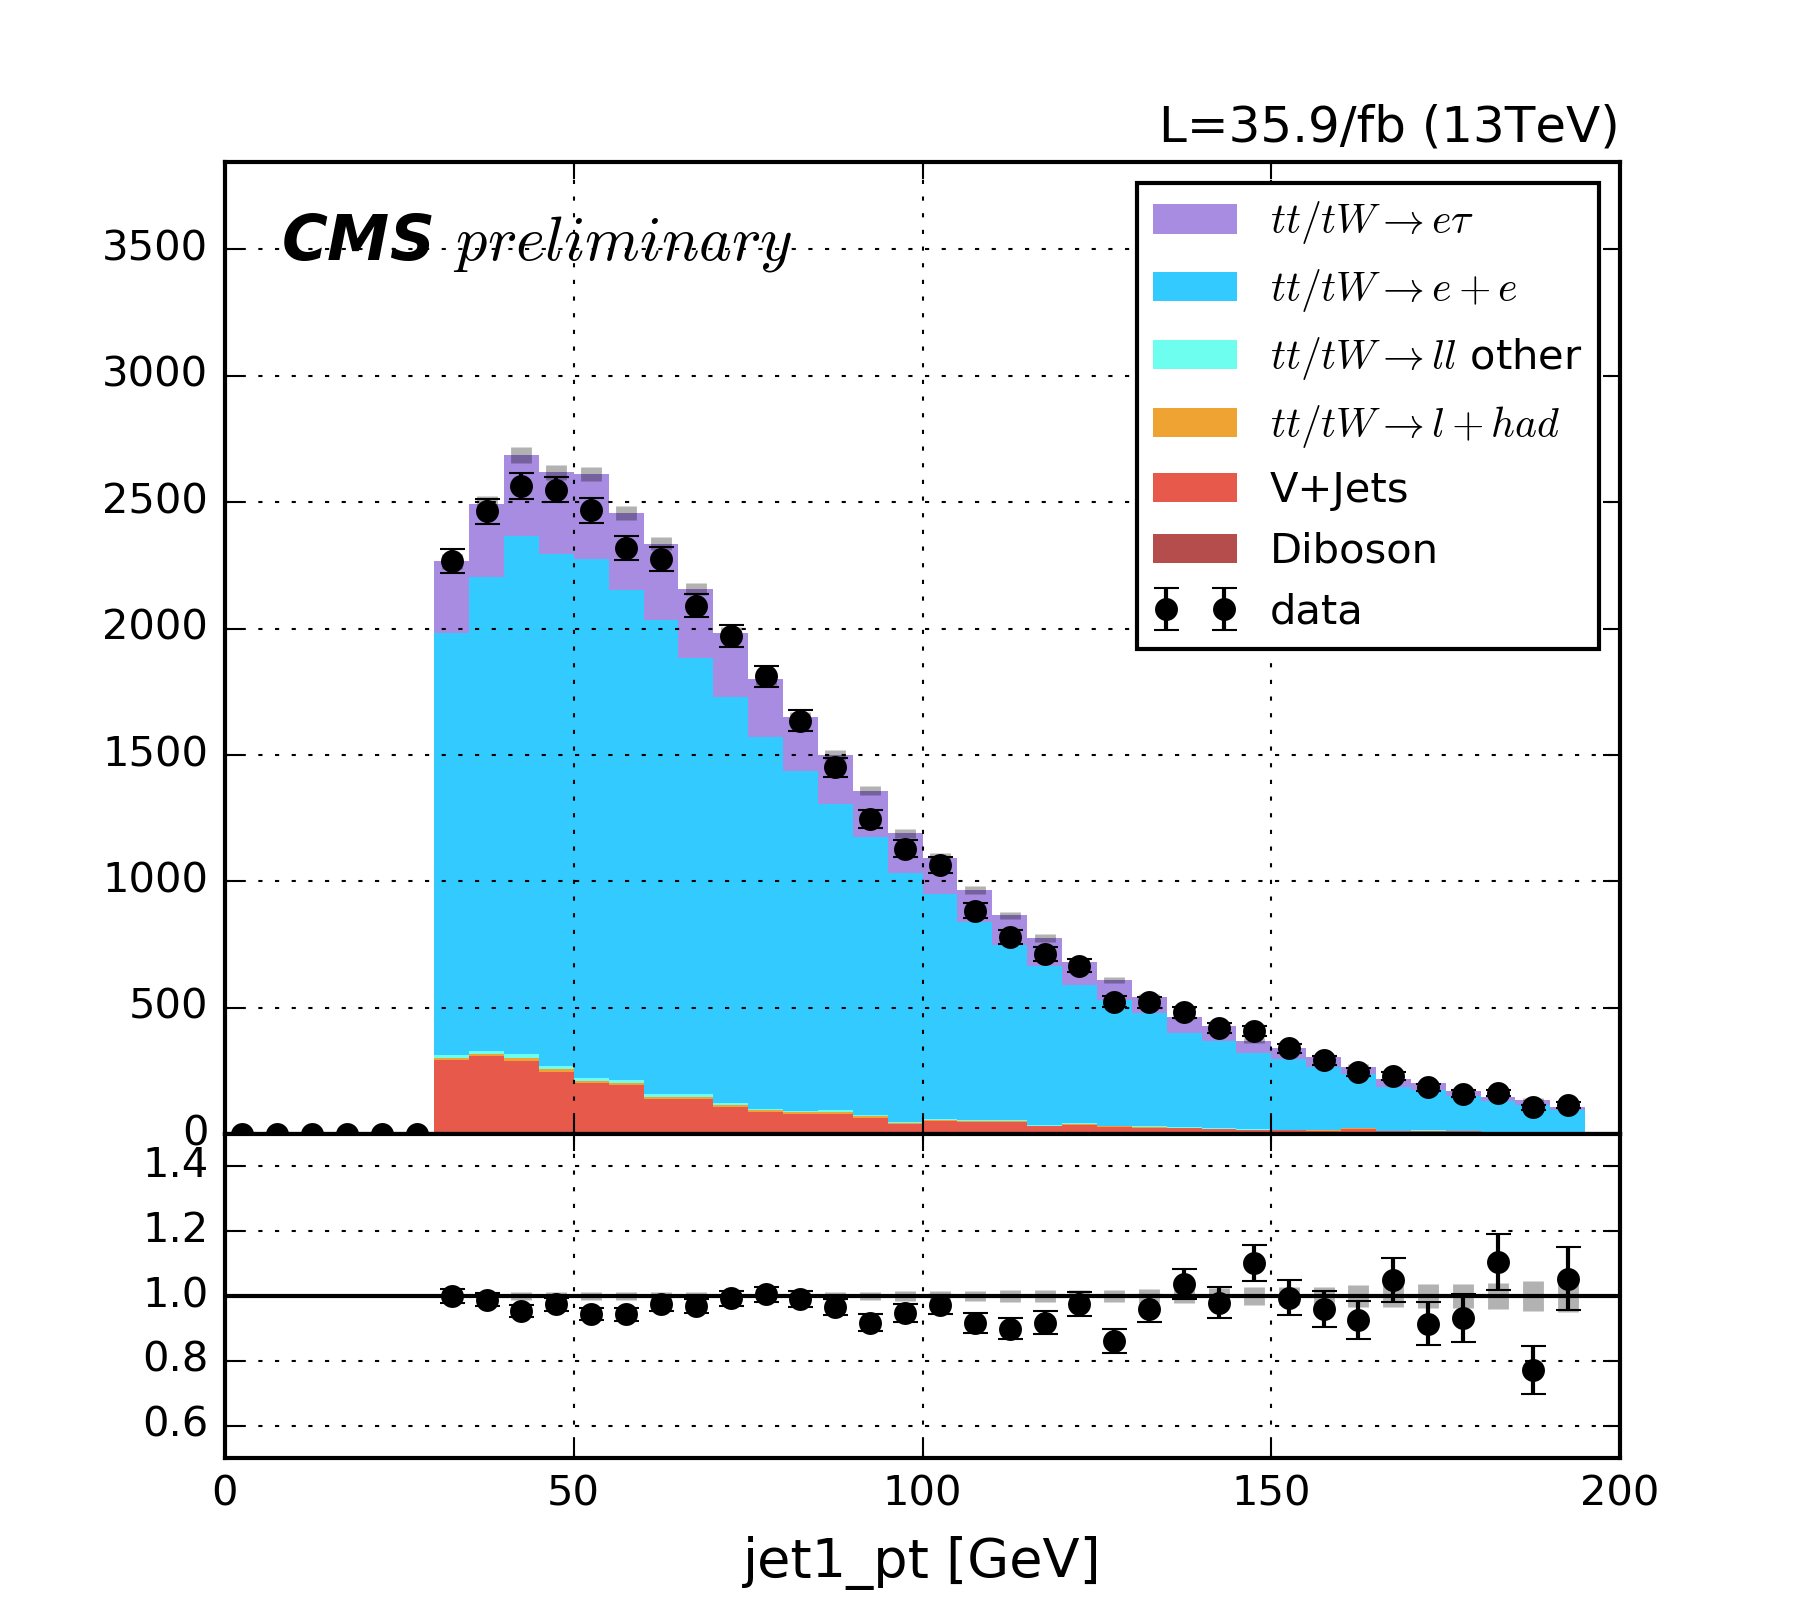 L=35.9/fb (13TeV)
CMS preliminary
tt/tW→eτ
tt/tW→e+e
tt/tW→ll other
tt/tW→l+had
V+Jets
Diboson
data
3500
3000
2500
2000
1500
1000
500
0
1.4
1.2
1.0
0.8
0.6
0 50 100 150 200
jet1_pt [GeV]